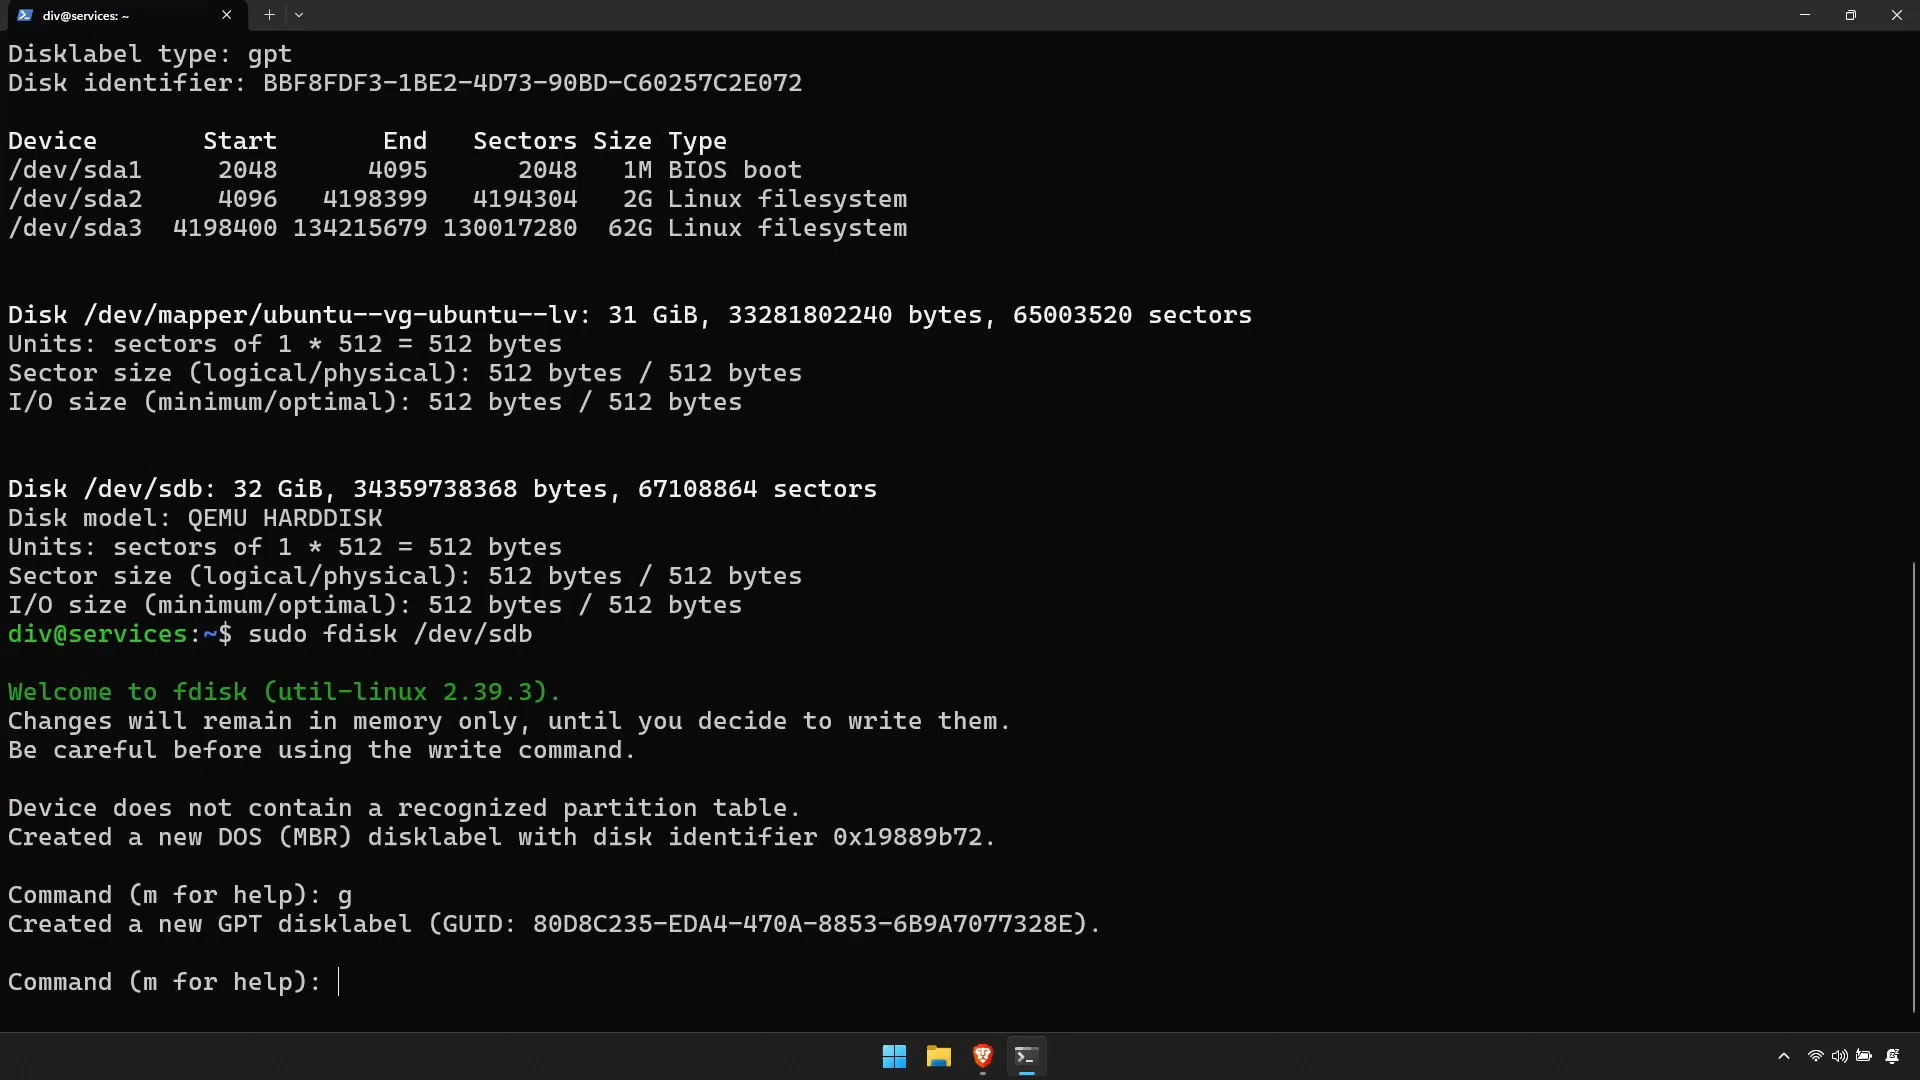 div@services: ~
Disklabel type: gpt
Disk identifier: BBF8FDF3-1BE2-4D73-90BD-C60257C2E072
Device Start End Sectors Size Type
/dev/sda1 2048 4095 2048 1M BIOS boot
/dev/sda2 4096 4198399 4194304 2G Linux filesystem
/dev/sda3 4198400 134215679 130017280 62G Linux filesystem
Disk /dev/mapper/ubuntu--vg-ubuntu--lv: 31 GiB, 33281802240 bytes, 65003520 sectors
Units: sectors of 1 * 512 = 512 bytes
Sector size (logical/physical): 512 bytes / 512 bytes
I/O size (minimum/optimal): 512 bytes / 512 bytes
Disk /dev/sdb: 32 GiB, 34359738368 bytes, 67108864 sectors
Disk model: QEMU HARDDISK
Units: sectors of 1 * 512 = 512 bytes
Sector size (logical/physical): 512 bytes / 512 bytes
I/O size (minimum/optimal): 512 bytes / 512 bytes
div@services:~$ sudo fdisk /dev/sdb
Welcome to fdisk (util-linux 2.39.3).
Changes will remain in memory only, until you decide to write them.
Be careful before using the write command.
Device does not contain a recognized partition table.
Created a new DOS (MBR) disklabel with disk identifier 0x19889b72.
Command (m for help): g
Created a new GPT disklabel (GUID: 80D8C235-EDA4-470A-8853-6B9A7077328E).
Command (m for help):